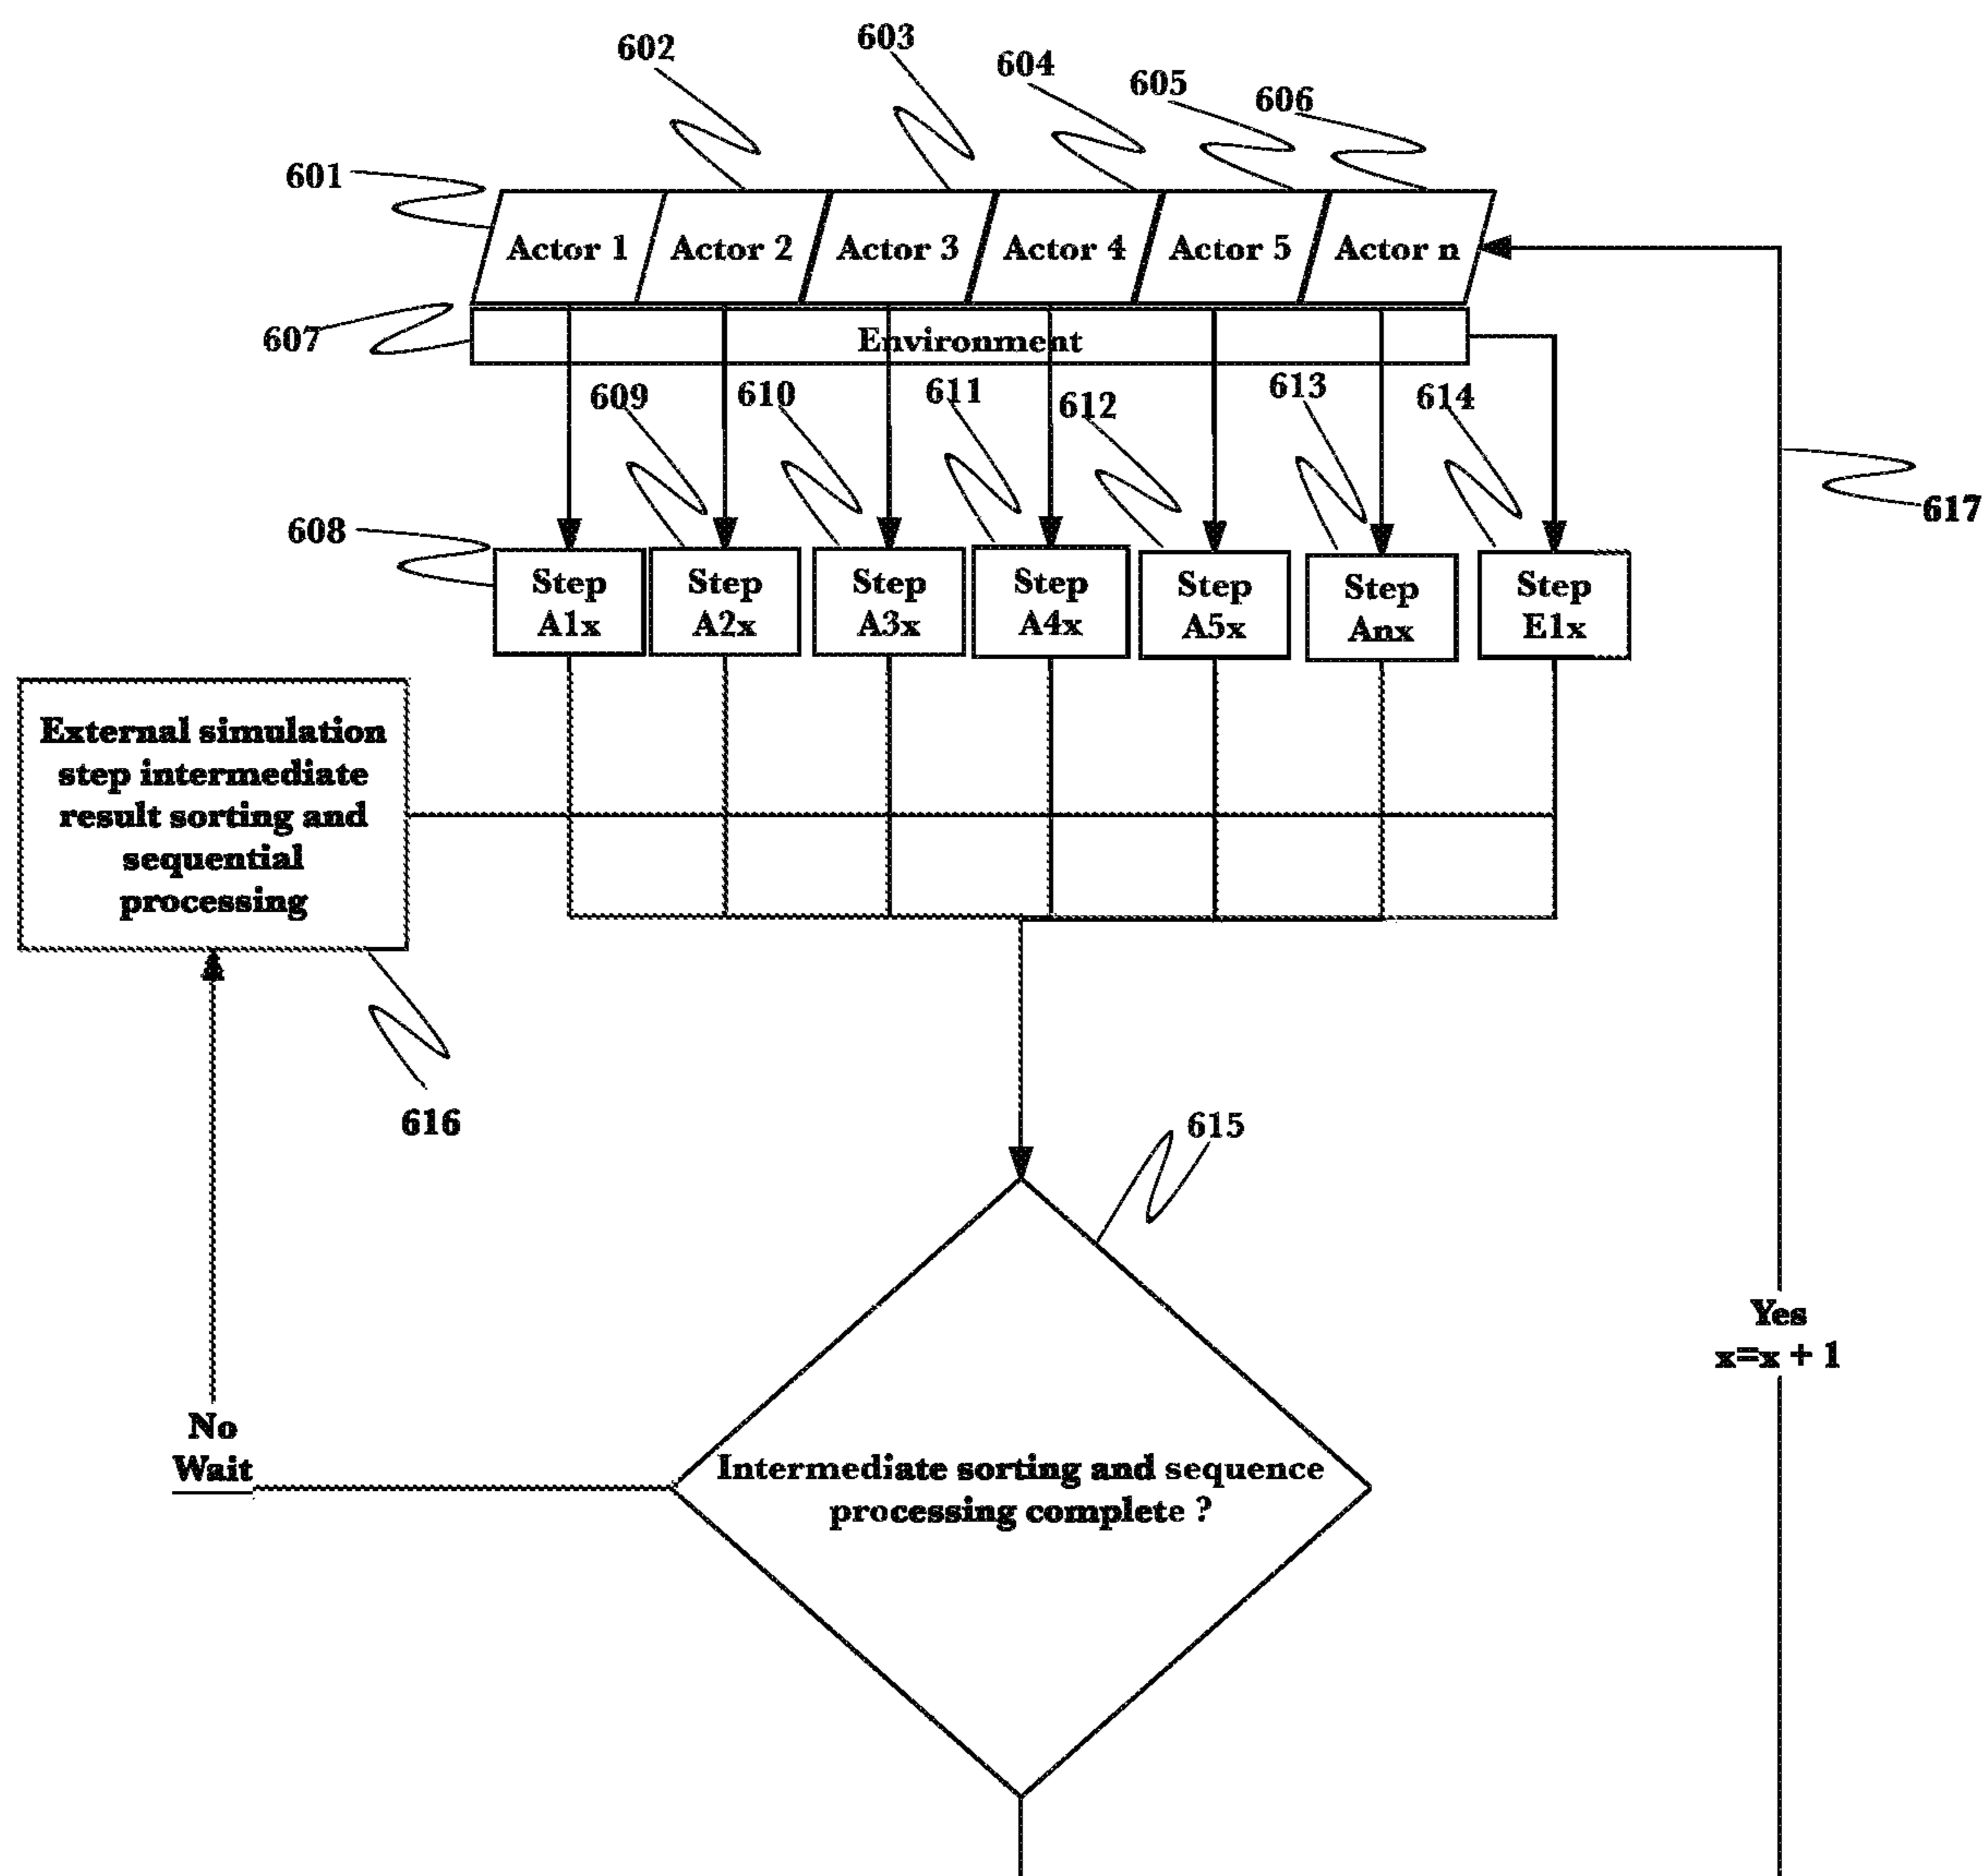 602
603
604
605
606
601
Actor 1
Actor 2
Actor 3
Actor 4
Actor 5
Actor n
607
Environment
609
610
611
612
613
614
617
608
Step
A1x
Step
A2x
Step
A3x
Step
A4x
Step
A5x
Step
Anx
Step
E1x
External simulation
step intermediate
result sorting and
sequential
processing
616
615
Yes
x=x + 1
No
Wait
Intermediate sorting and sequence
processing complete ?